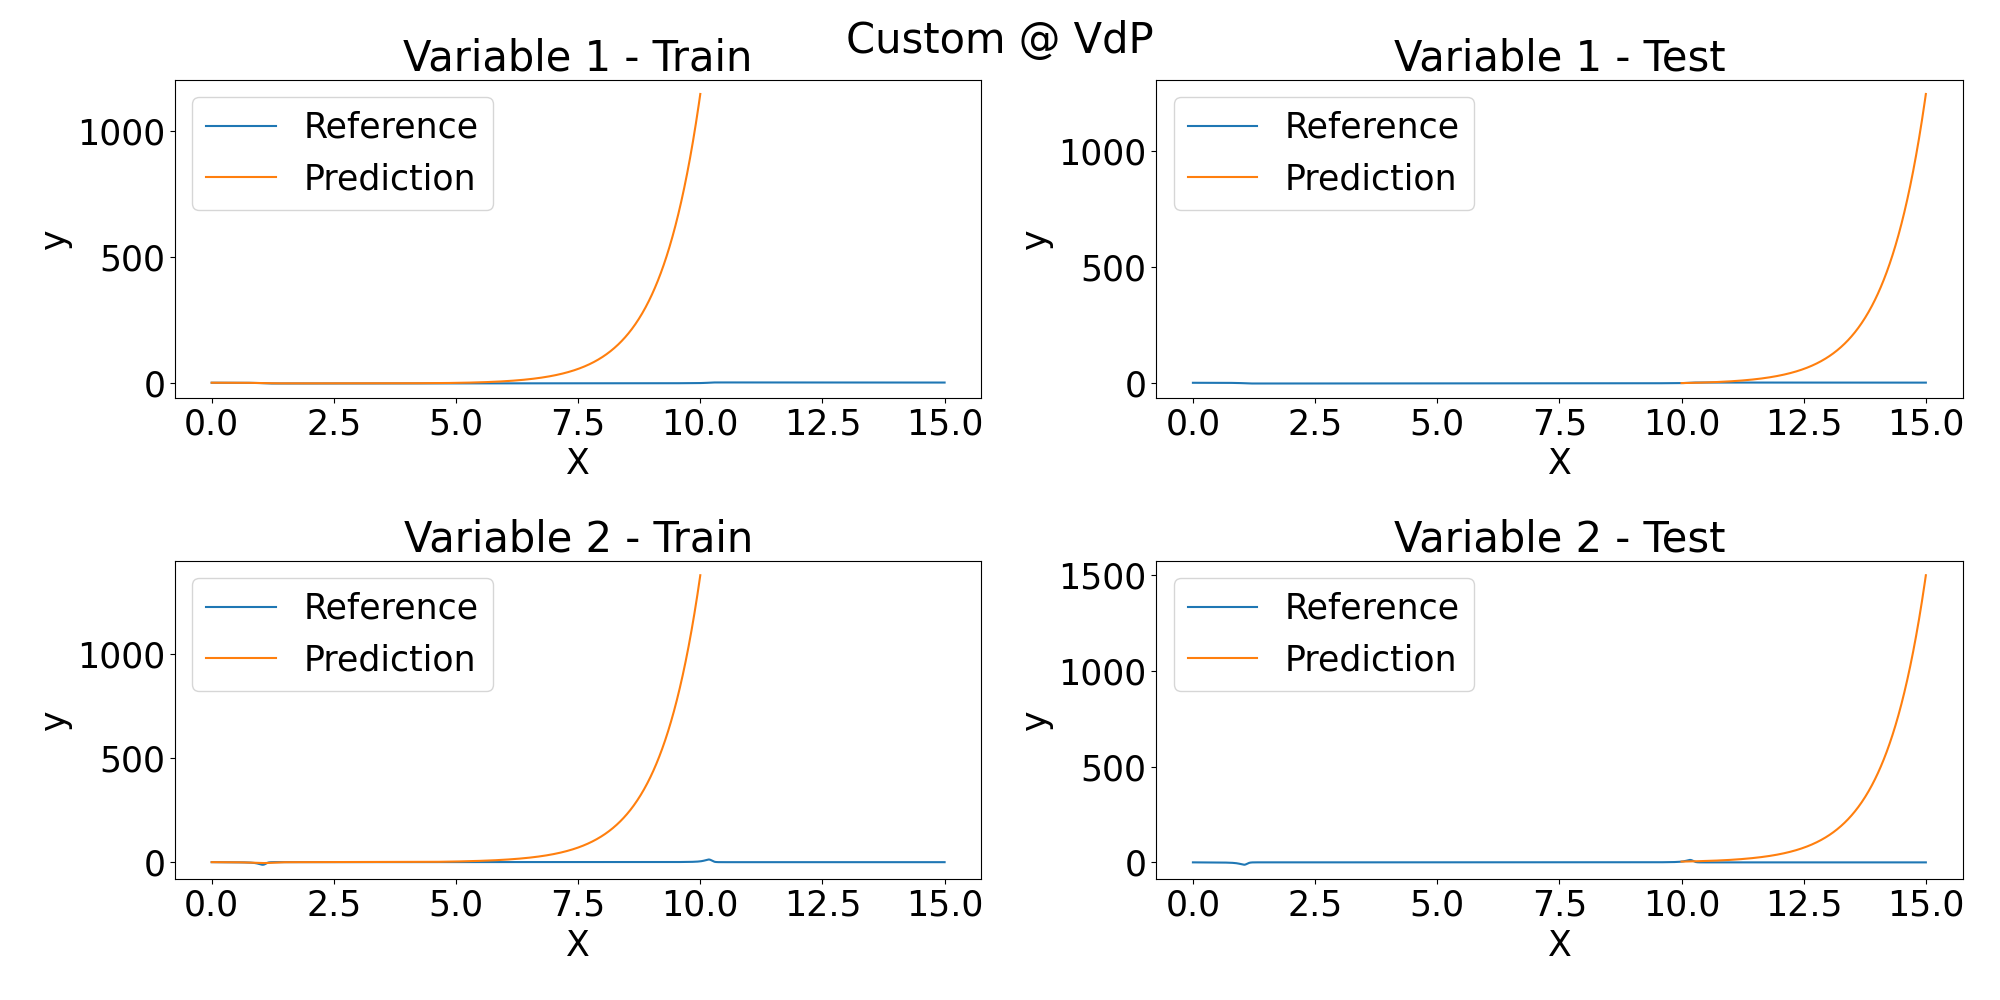 Custom @ VdP
Variable 1 - Train
Reference
Prediction
y
1000
500
0
0.0 2.5 5.0 7.5 10.0 12.5 15.0
X
Variable 1 - Test
Reference
Prediction
y
1000
500
0
0.0 2.5 5.0 7.5 10.0 12.5 15.0
X
Variable 2 - Train
Reference
Prediction
y
1000
500
0
0.0 2.5 5.0 7.5 10.0 12.5 15.0
X
Variable 2 - Test
Reference
Prediction
y
1500
1000
500
0
0.0 2.5 5.0 7.5 10.0 12.5 15.0
X